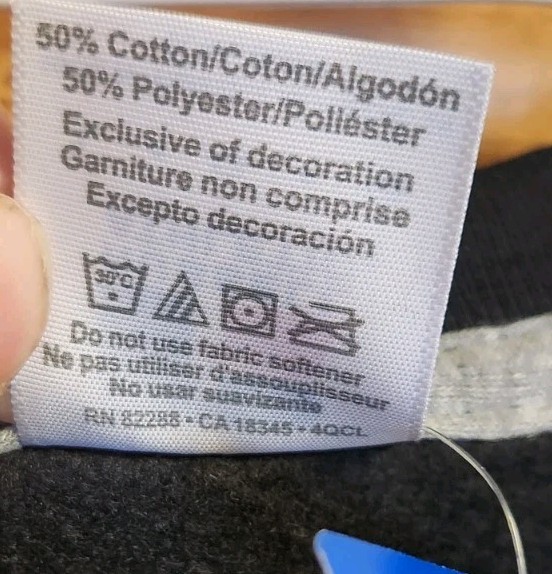 50% Cotton/Coton/Algodón
50% Polyester/Poliéster
Exclusive of decoration
Garniture non comprise
Excepto decoración
30°C
Do not use fabric softener
Ne pas utiliser d'assouplisseur
No usar suavizante
RN 82288 • CA 18345 • 4QCL